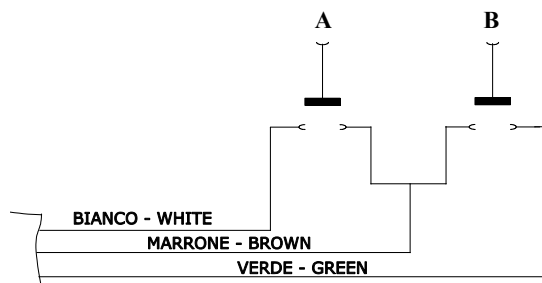 A B
BIANCO - WHITE
MARRONE - BROWN
VERDE - GREEN